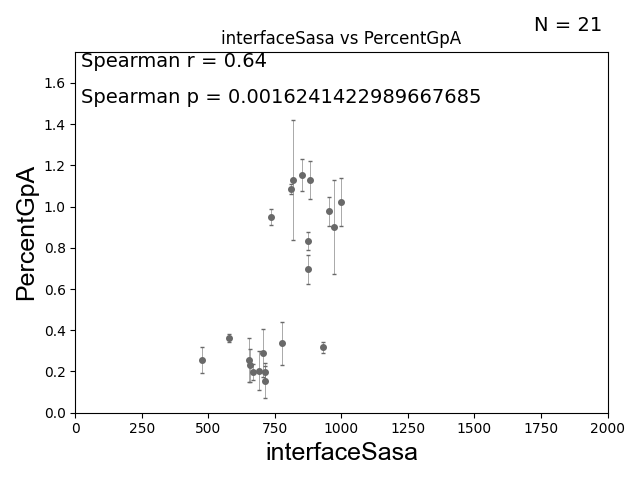 N = 21
interfaceSasa vs PercentGpA
Spearman r = 0.64
Spearman p = 0.0016241422989667685
PercentGpA
1.6
1.4
1.2
1.0
0.8
0.6
0.4
0.2
0.0
0 250 500 750 1000 1250 1500 1750 2000
interfaceSasa